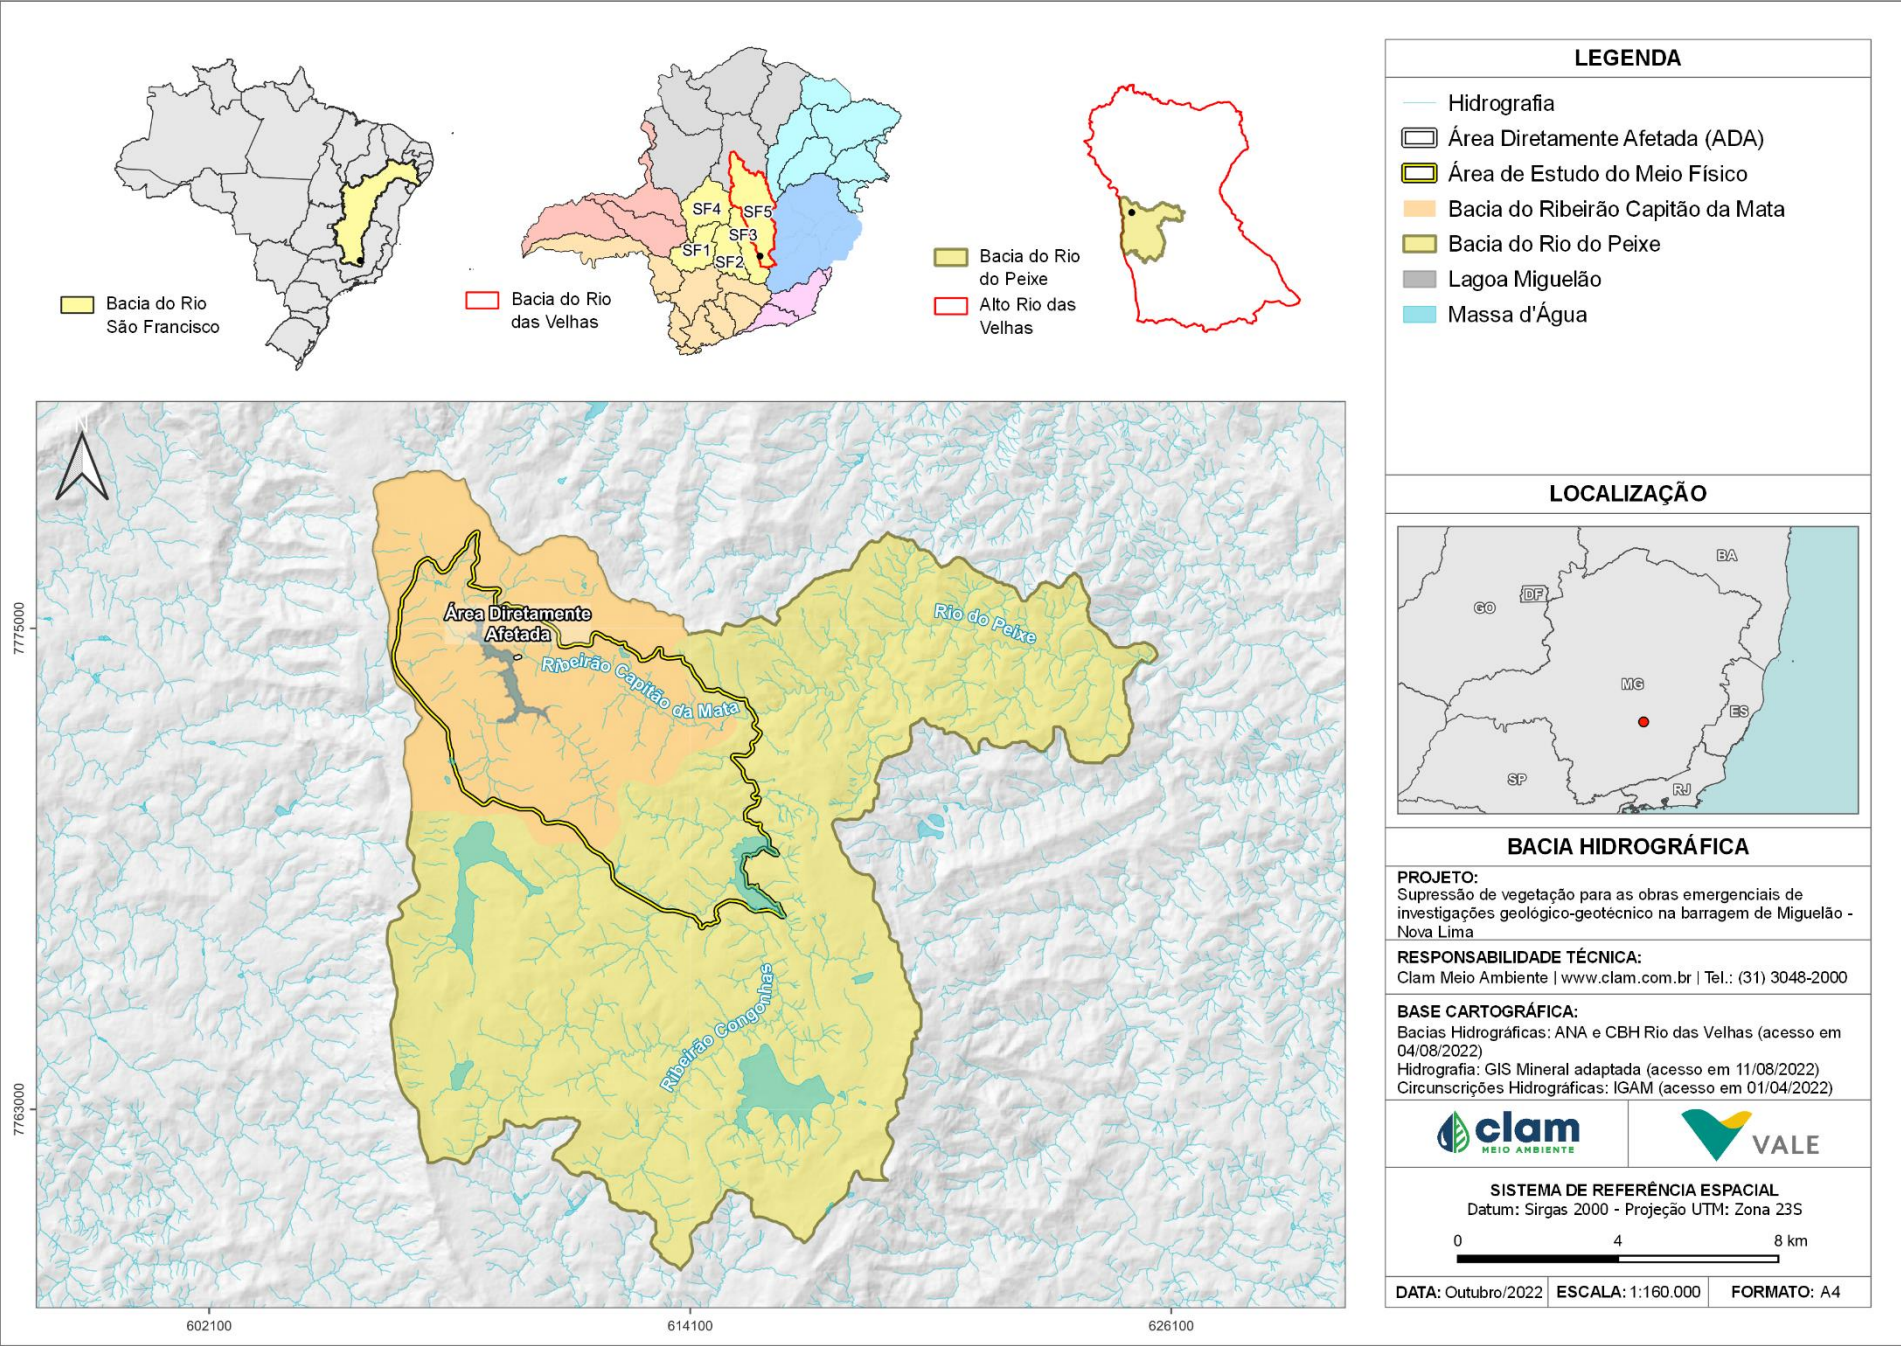 Bacia do Rio
São Francisco
Bacia do Rio
das Velhas
SF4
SF5
SF3
SF1
SF2
Bacia do Rio
do Peixe
Alto Rio das
Velhas
LEGENDA
Hidrografia
Área Diretamente Afetada (ADA)
Área de Estudo do Meio Físico
Bacia do Ribeirão Capitão da Mata
Bacia do Rio do Peixe
Lagoa Miguelão
Massa d'Água
N
Área Diretamente
Afetada
Ribeirão Capitão da Mata
Rio do Peixe
Ribeirão Congonhas
7775000
7763000
602100
614100
626100
LOCALIZAÇÃO
BA
DF
GO
MG
ES
SP
RJ
BACIA HIDROGRÁFICA
PROJETO:
Supressão de vegetação para as obras emergenciais de
investigações geológico-geotécnico na barragem de Miguelão -
Nova Lima
RESPONSABILIDADE TÉCNICA:
Clam Meio Ambiente | www.clam.com.br | Tel.: (31) 3048-2000
BASE CARTOGRÁFICA:
Bacias Hidrográficas: ANA e CBH Rio das Velhas (acesso em
04/08/2022)
Hidrografia: GIS Mineral adaptada (acesso em 11/08/2022)
Circunscrições Hidrográficas: IGAM (acesso em 01/04/2022)
clam
MEIO AMBIENTE
VALE
SISTEMA DE REFERÊNCIA ESPACIAL
Datum: Sirgas 2000 - Projeção UTM: Zona 23S
0 4 8 km
DATA: Outubro/2022 ESCALA: 1:160.000 FORMATO: A4